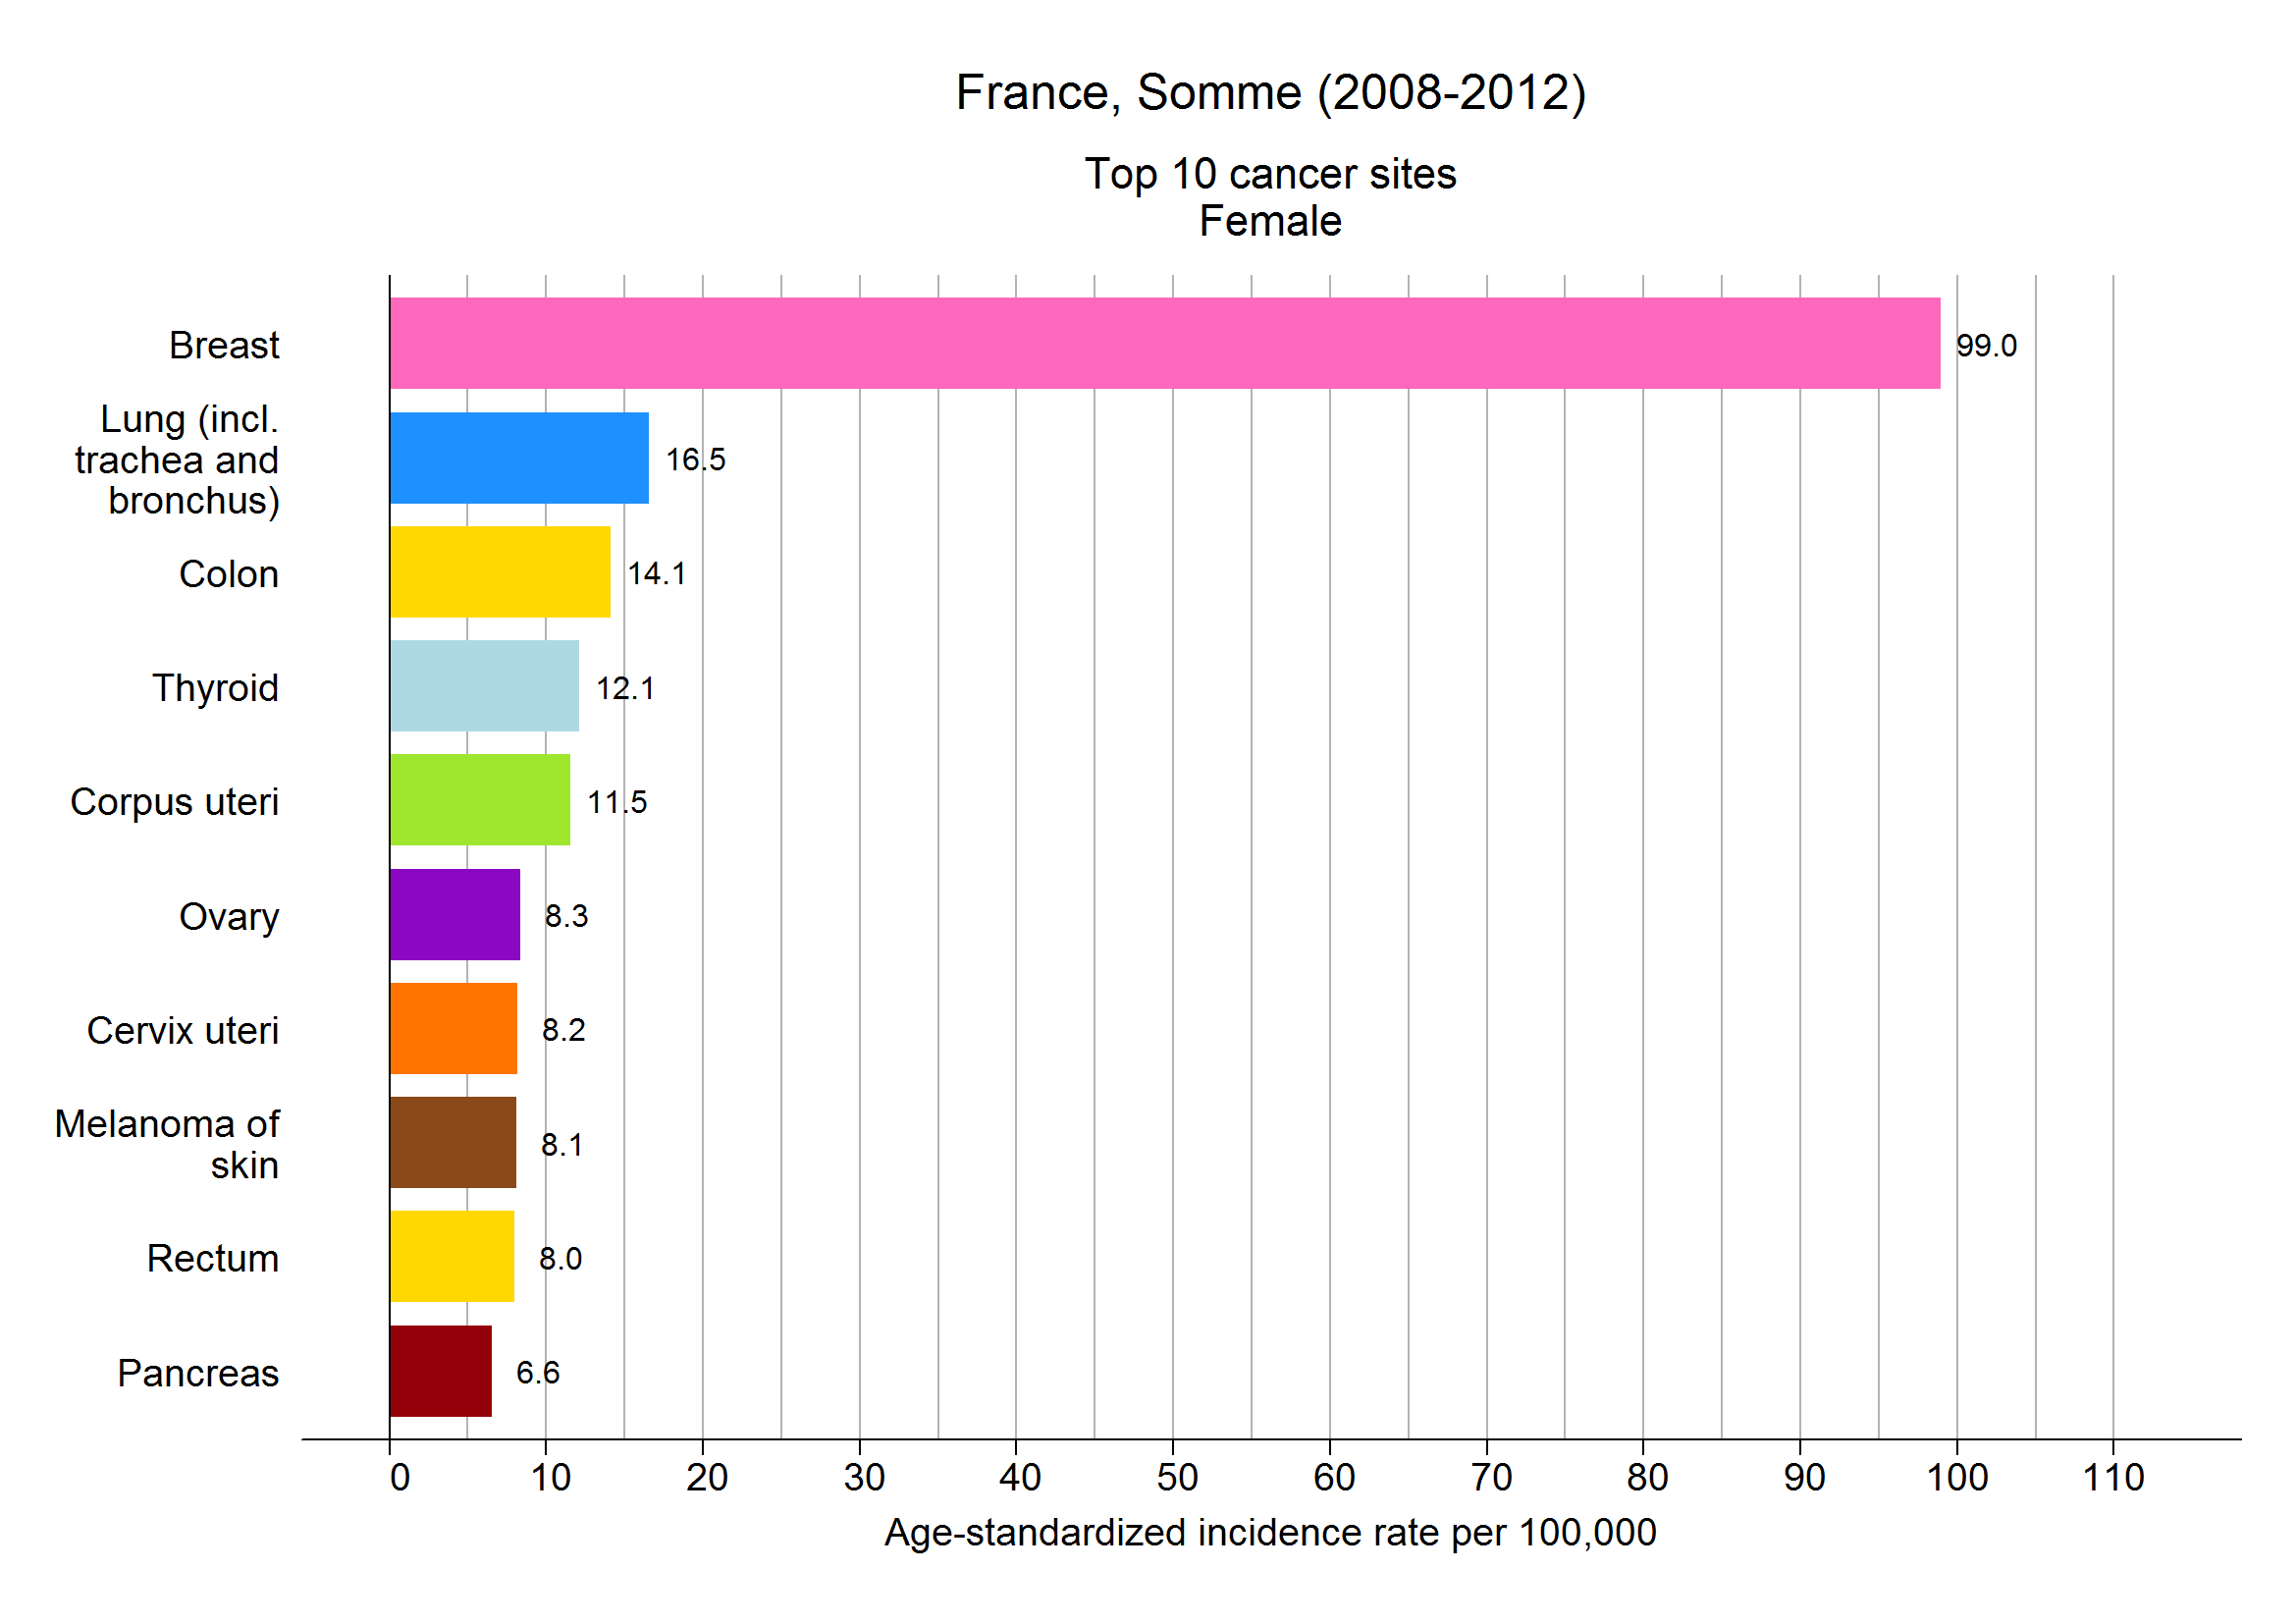 France, Somme (2008-2012)
Top 10 cancer sites
Female
Breast
99.0
Lung (incl.
trachea and
bronchus)
16.5
Colon
14.1
Thyroid
12.1
Corpus uteri
11.5
Ovary
8.3
Cervix uteri
8.2
Melanoma of
skin
8.1
Rectum
8.0
Pancreas
6.6
0 10 20 30 40 50 60 70 80 90 100 110
Age-standardized incidence rate per 100,000